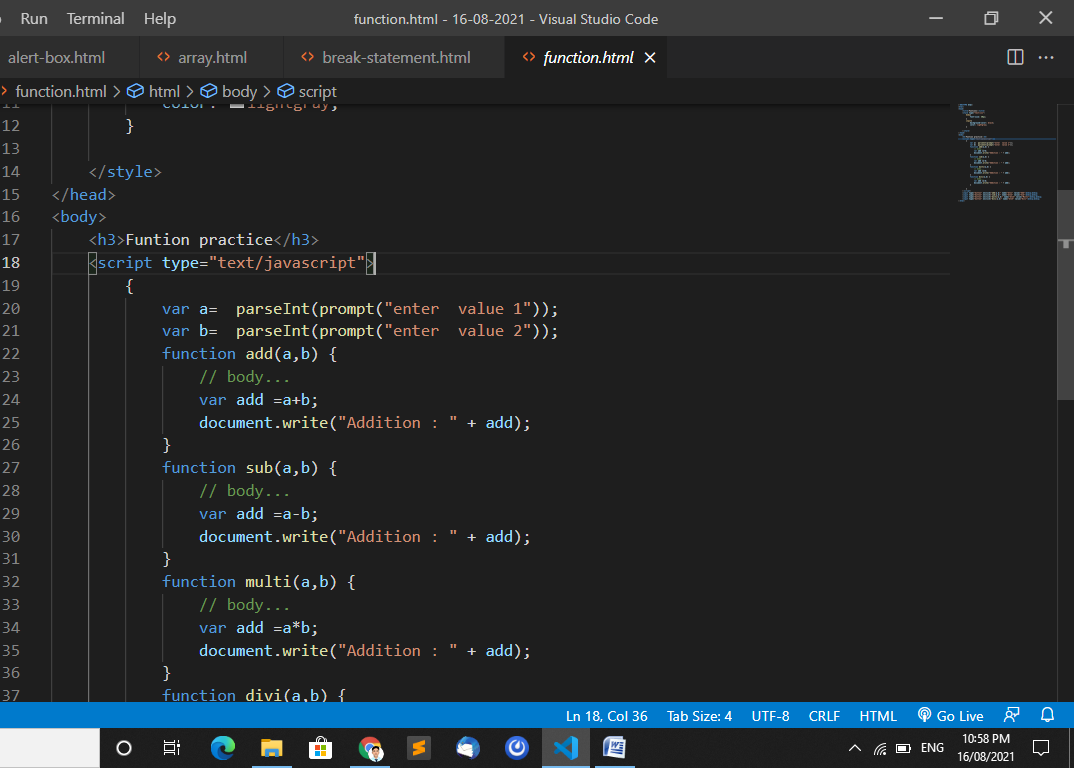 Run Terminal Help function.html - 16-08-2021 - Visual Studio Code
alert-box.html array.html break-statement.html function.html
function.html > html > body > script
11 color: lightgray;
12 }
13
14 </style>
15 </head>
16 <body>
17 <h3>Funtion practice</h3>
18 <script type="text/javascript">
19 {
20 var a=  parseInt(prompt("enter  value 1"));
21 var b=  parseInt(prompt("enter  value 2"));
22 function add(a,b) {
23 // body...
24 var add =a+b;
25 document.write("Addition : " + add);
26 }
27 function sub(a,b) {
28 // body...
29 var add =a-b;
30 document.write("Addition : " + add);
31 }
32 function multi(a,b) {
33 // body...
34 var add =a*b;
35 document.write("Addition : " + add);
36 }
37 function divi(a,b) {
Ln 18, Col 36 Tab Size: 4 UTF-8 CRLF HTML Go Live
ENG 10:58 PM
16/08/2021